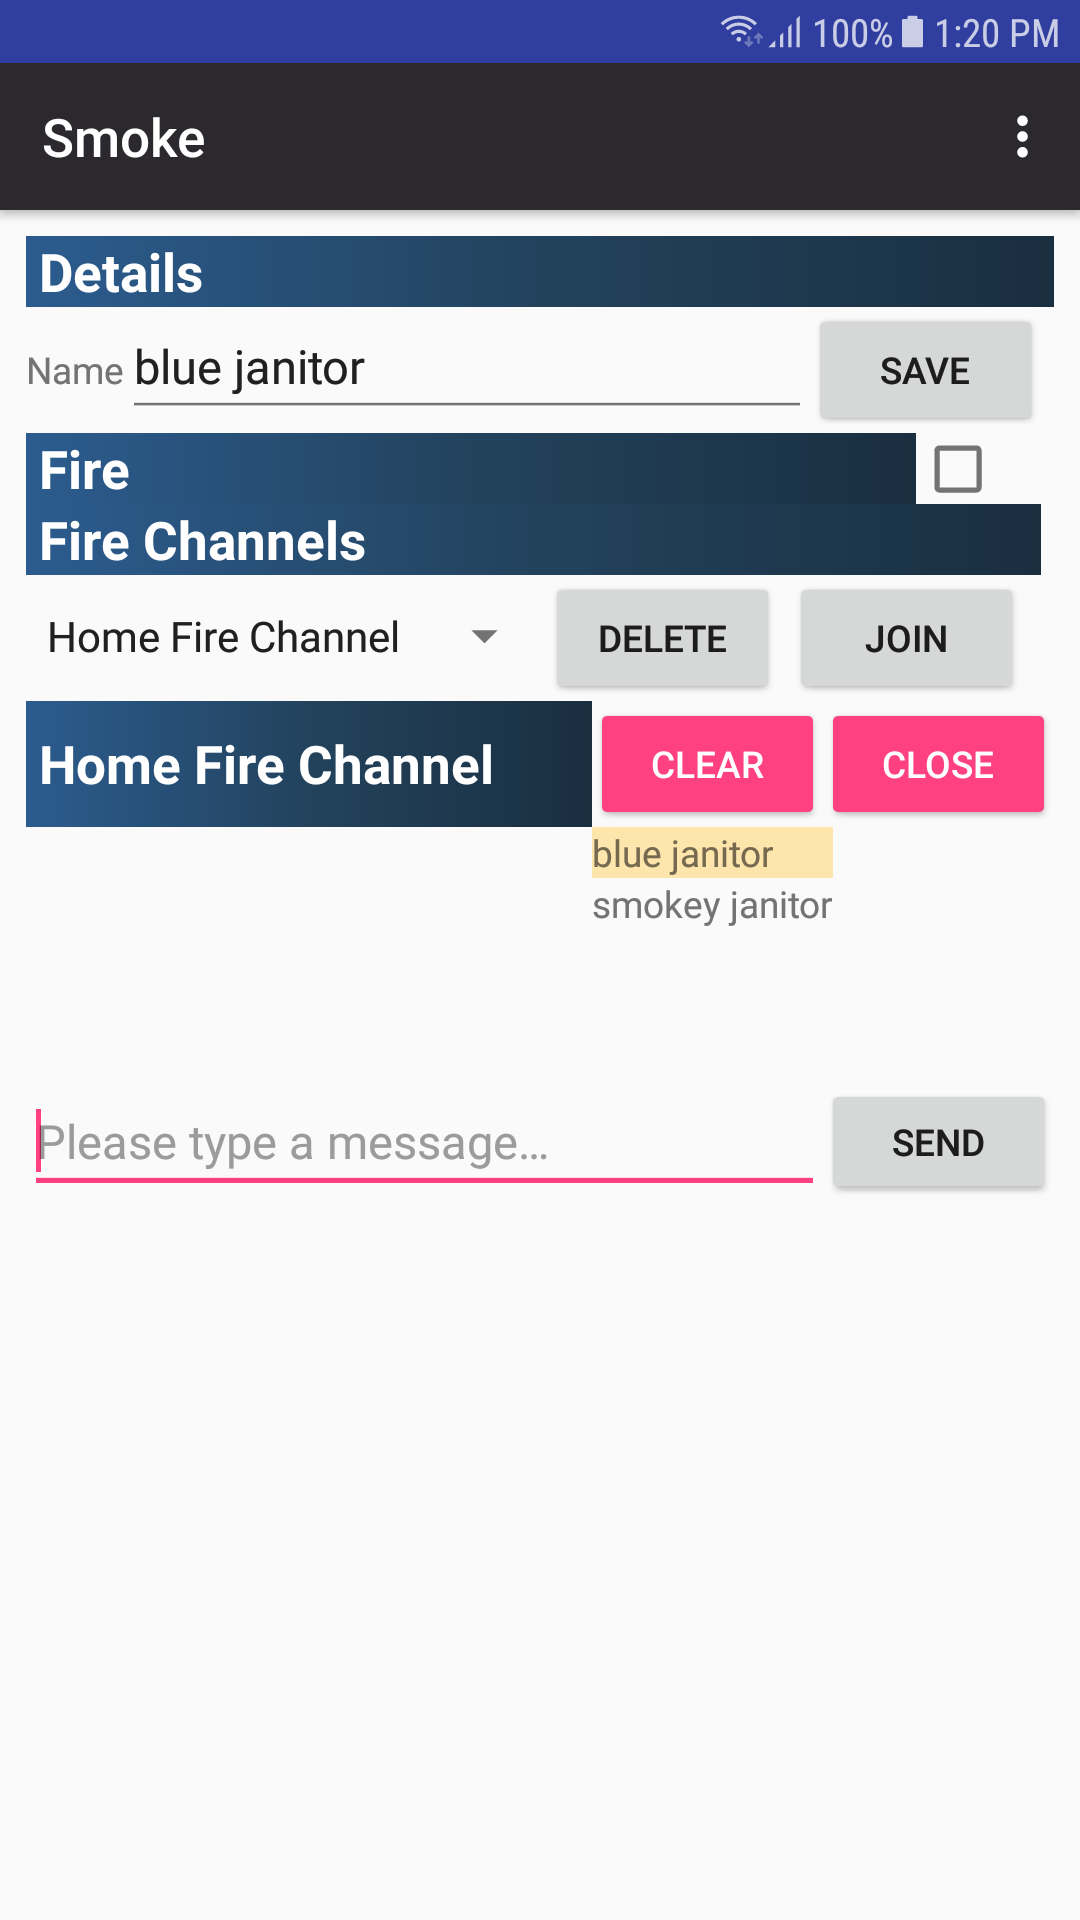 100% 1:20 PM
Smoke
Details
Name blue janitor SAVE
Fire
Fire Channels
Home Fire Channel DELETE JOIN
Home Fire Channel CLEAR CLOSE
blue janitor
smokey janitor
Please type a message... SEND